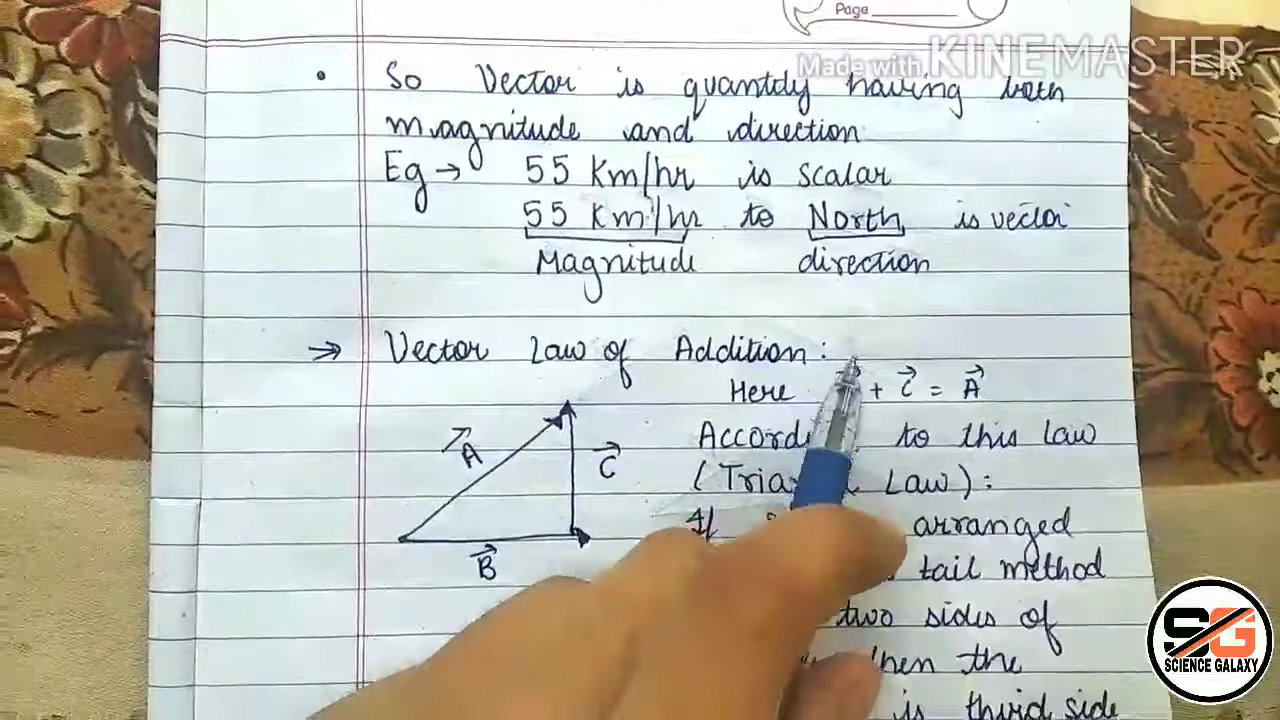 Page
Made with KINEMASTER
So Vector is quantity having both
magnitude and direction
Eg → 55 Km/hr is scalar
55 Km/hr to North is vector
Magnitude direction
⇒ Vector Law of Addition:
Here + C⃗ = A⃗
A⃗
C⃗
B⃗
to this Law
Law):
If arranged
tail method
two sides of
then the
is third side
SG
SCIENCE GALAXY